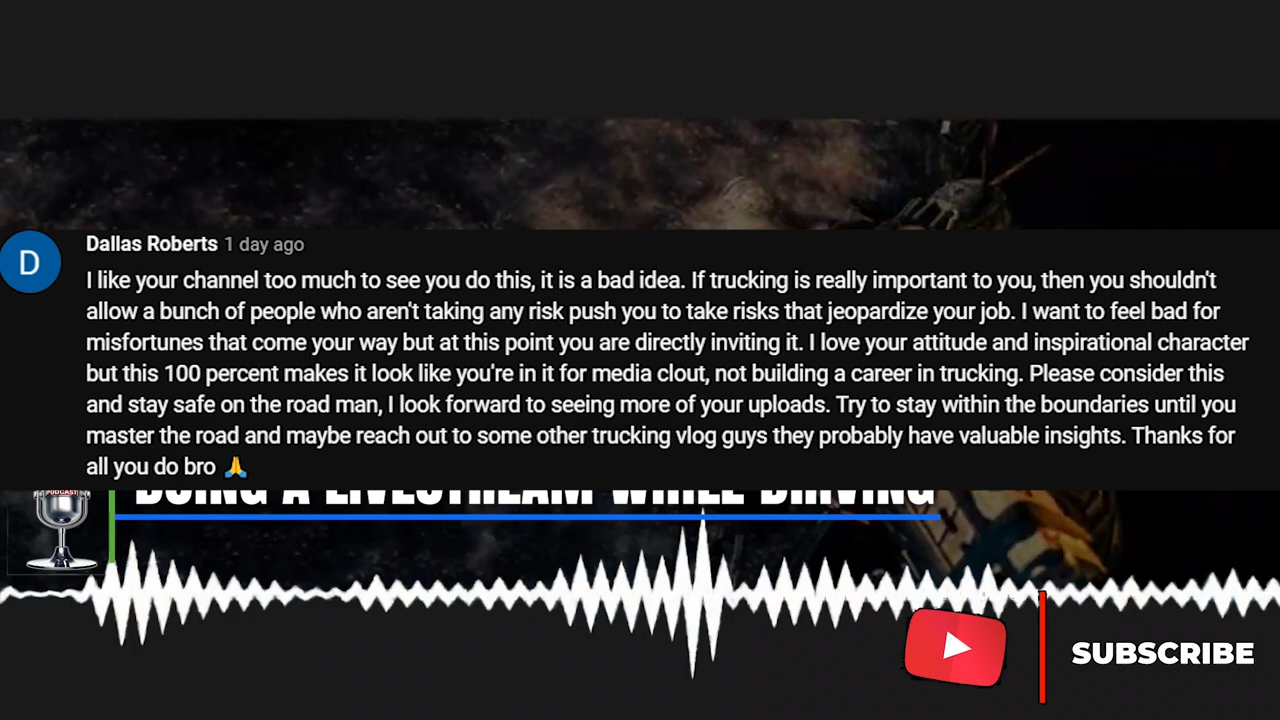 Dallas Roberts 1 day ago
D
I like your channel too much to see you do this, it is a bad idea. If trucking is really important to you, then you shouldn't
allow a bunch of people who aren't taking any risk push you to take risks that jeopardize your job. I want to feel bad for
misfortunes that come your way but at this point you are directly inviting it. I love your attitude and inspirational character
but this 100 percent makes it look like you're in it for media clout, not building a career in trucking. Please consider this
and stay safe on the road man, I look forward to seeing more of your uploads. Try to stay within the boundaries until you
master the road and maybe reach out to some other trucking vlog guys they probably have valuable insights. Thanks for
all you do bro 🙏
PODCAST
DOING A LIVESTREAM WHILE DRIVING
SUBSCRIBE